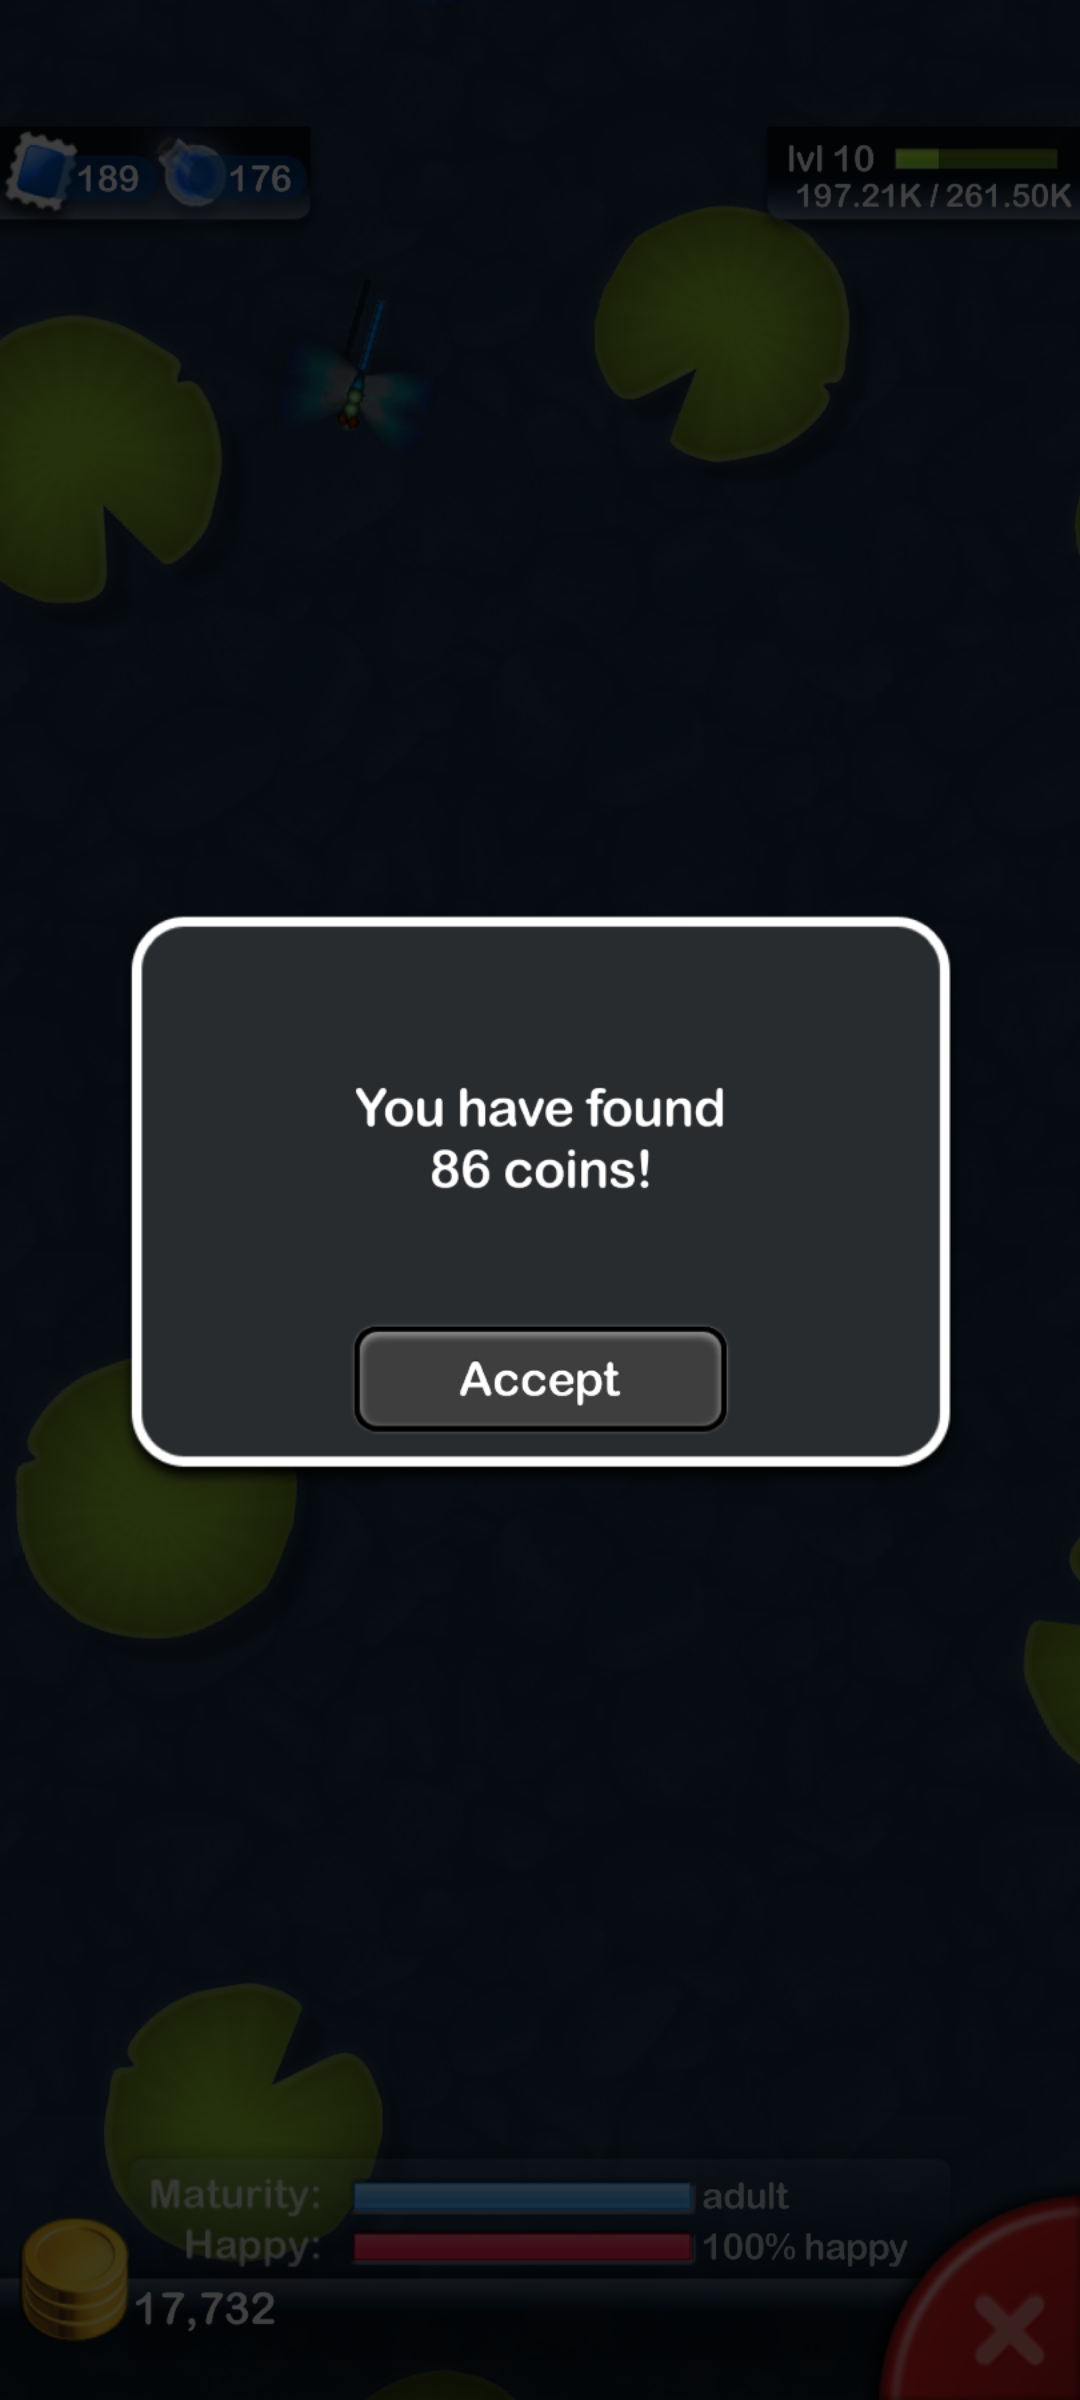 189 176
lvl 10
197.21K / 261.50K
You have found
86 coins!
Accept
Maturity: adult
Happy: 100% happy
17,732